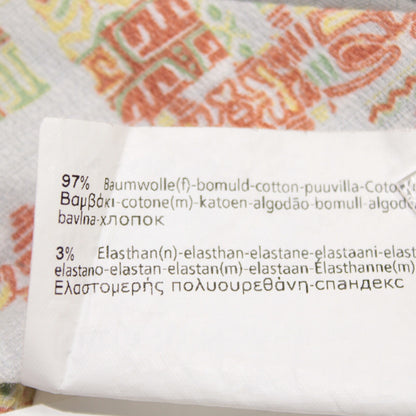 97% Baumwolle(f)-bomuld-cotton-puuvilla-Coto
Βαμβάκι-cotone(m)-katoen-algodão-bomull-algod
bavlna-хлопок
3% Elasthan(n)-elasthan-elastane-elastaani-elast
elastano-elastan-elastan(m)-elastaan-Élasthanne(m)
Ελαστομερής πολυουρεθάνη-спандекс